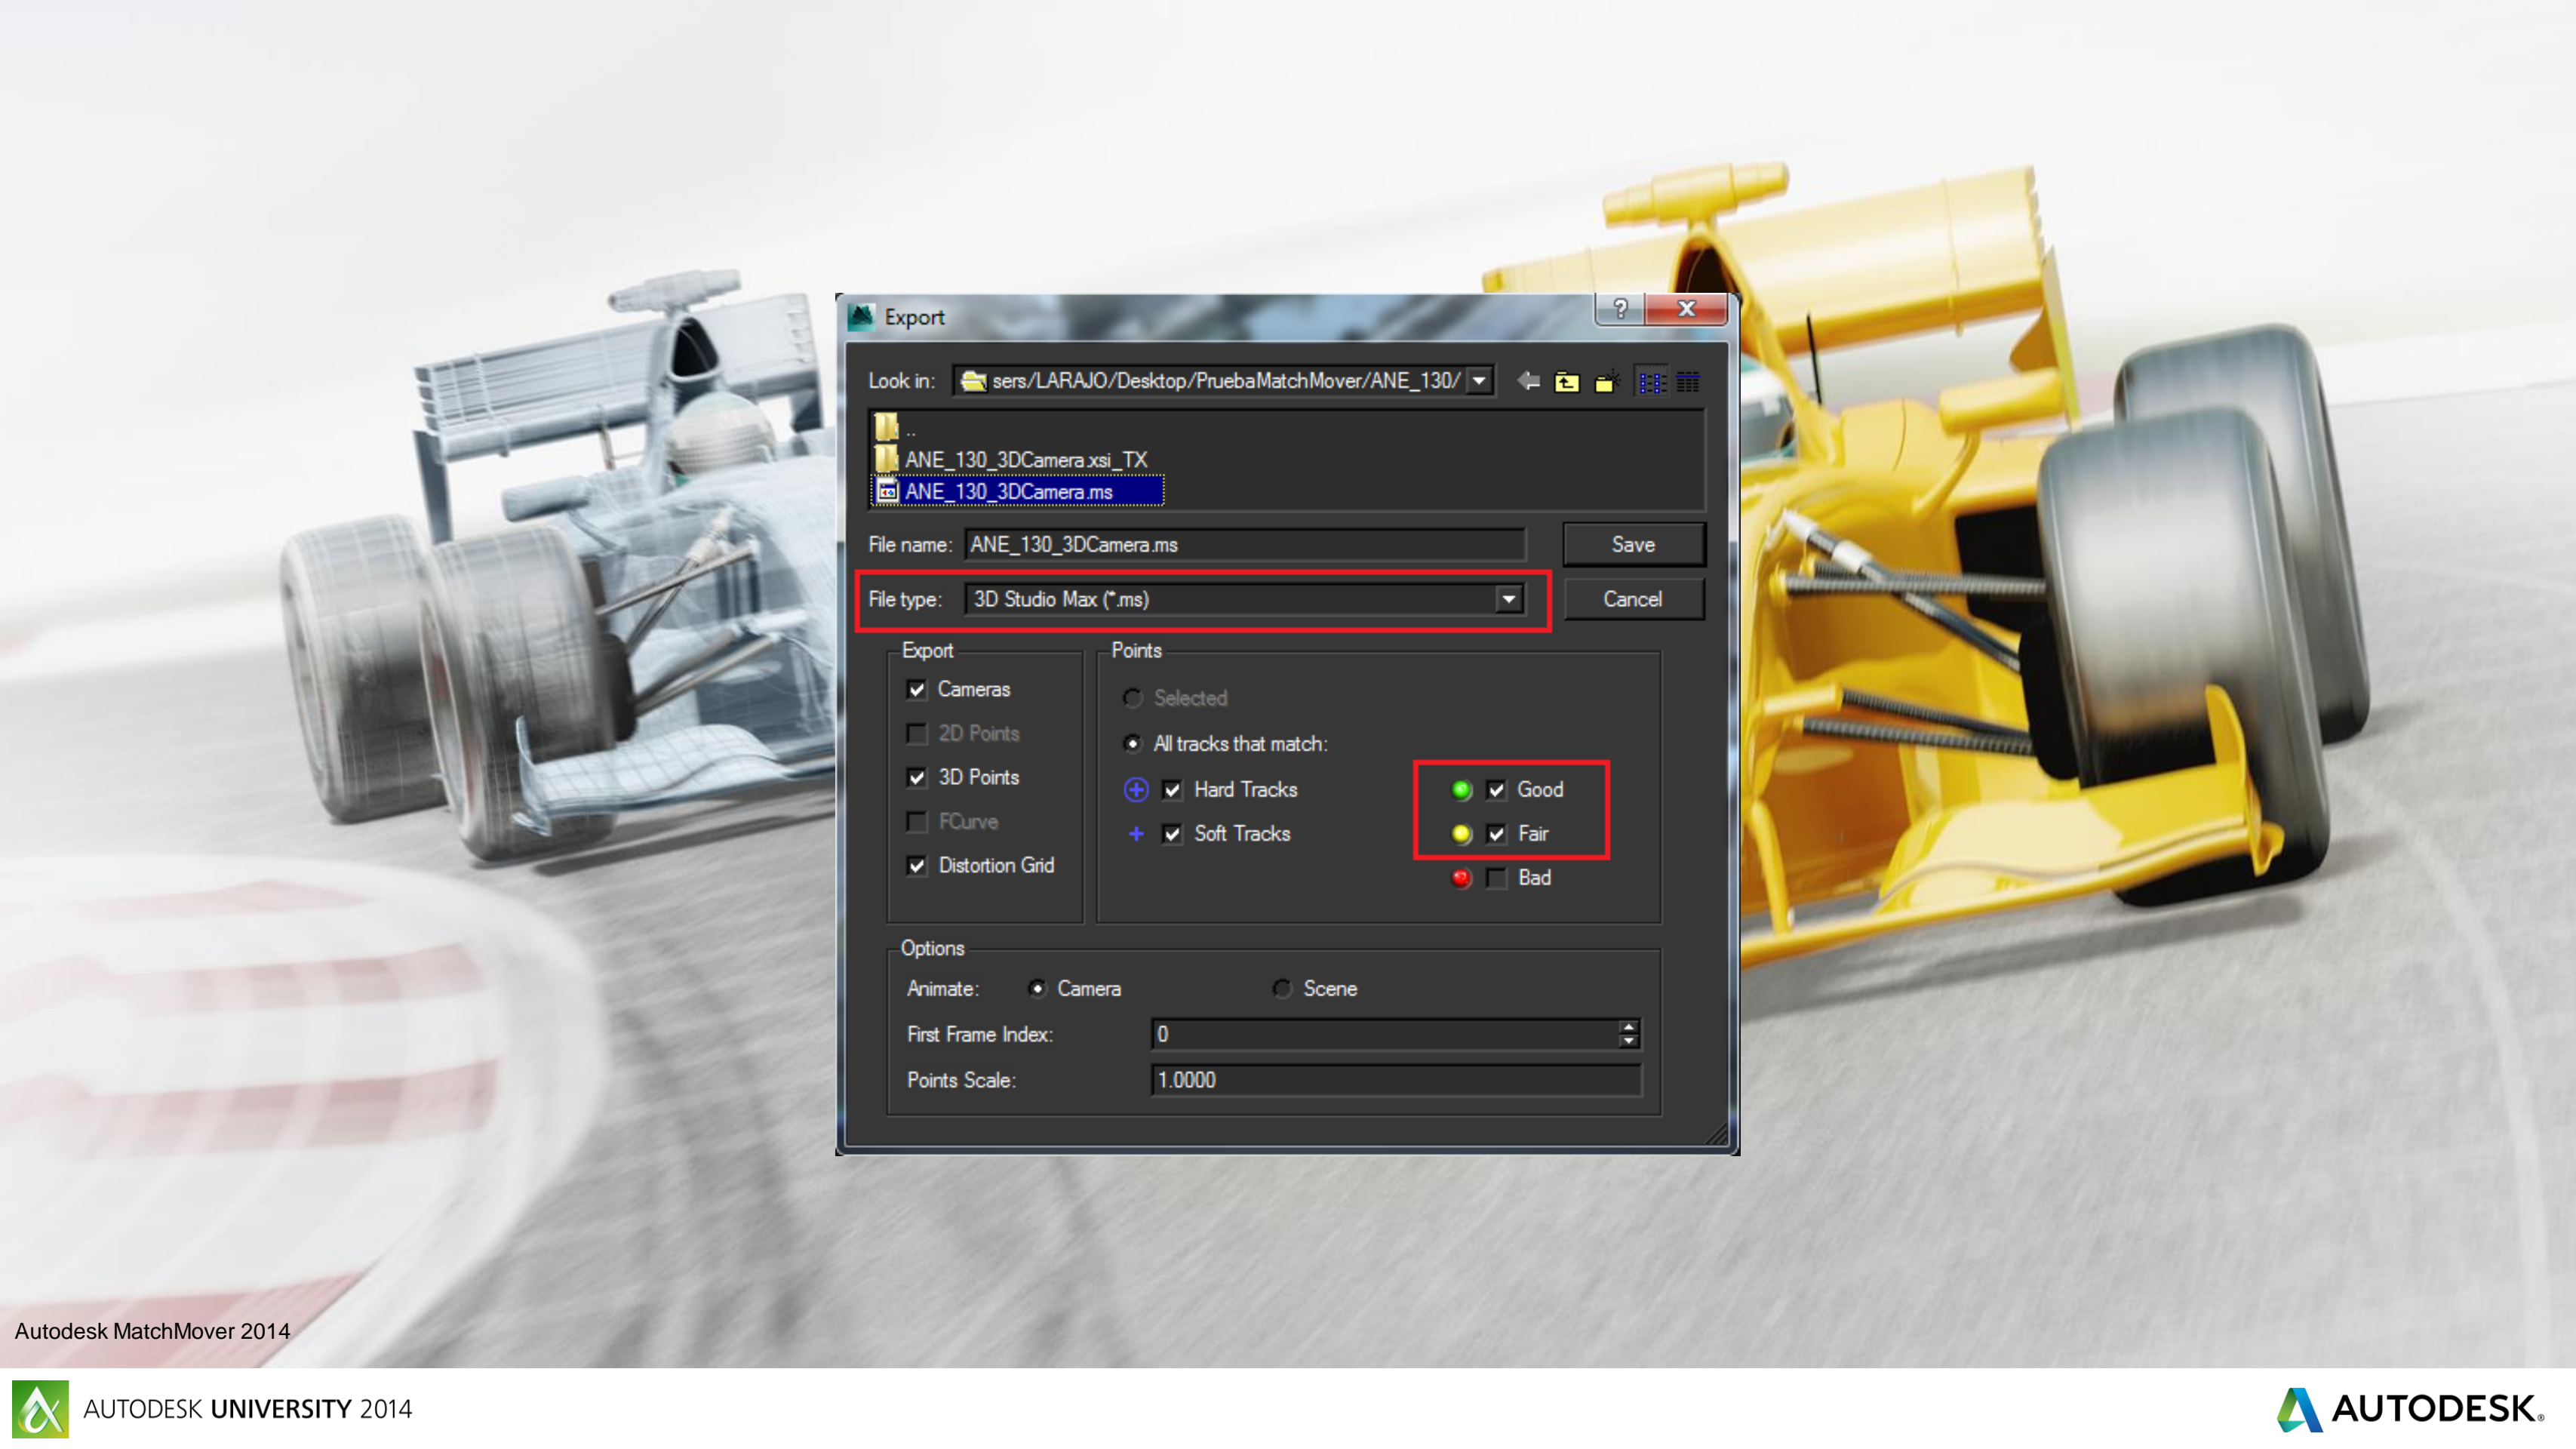 Export
?
X
Look in: sers/LARAJO/Desktop/PruebaMatchMover/ANE_130/
..
ANE_130_3DCamera.xsi_TX
ANE_130_3DCamera.ms
File name: ANE_130_3DCamera.ms Save
File type: 3D Studio Max (*.ms) Cancel
Export
Cameras
2D Points
3D Points
FCurve
Distortion Grid
Points
Selected
All tracks that match:
Hard Tracks Good
Soft Tracks Fair
Bad
Options
Animate: Camera Scene
First Frame Index: 0
Points Scale: 1.0000
Autodesk MatchMover 2014
AUTODESK UNIVERSITY 2014
AUTODESK®